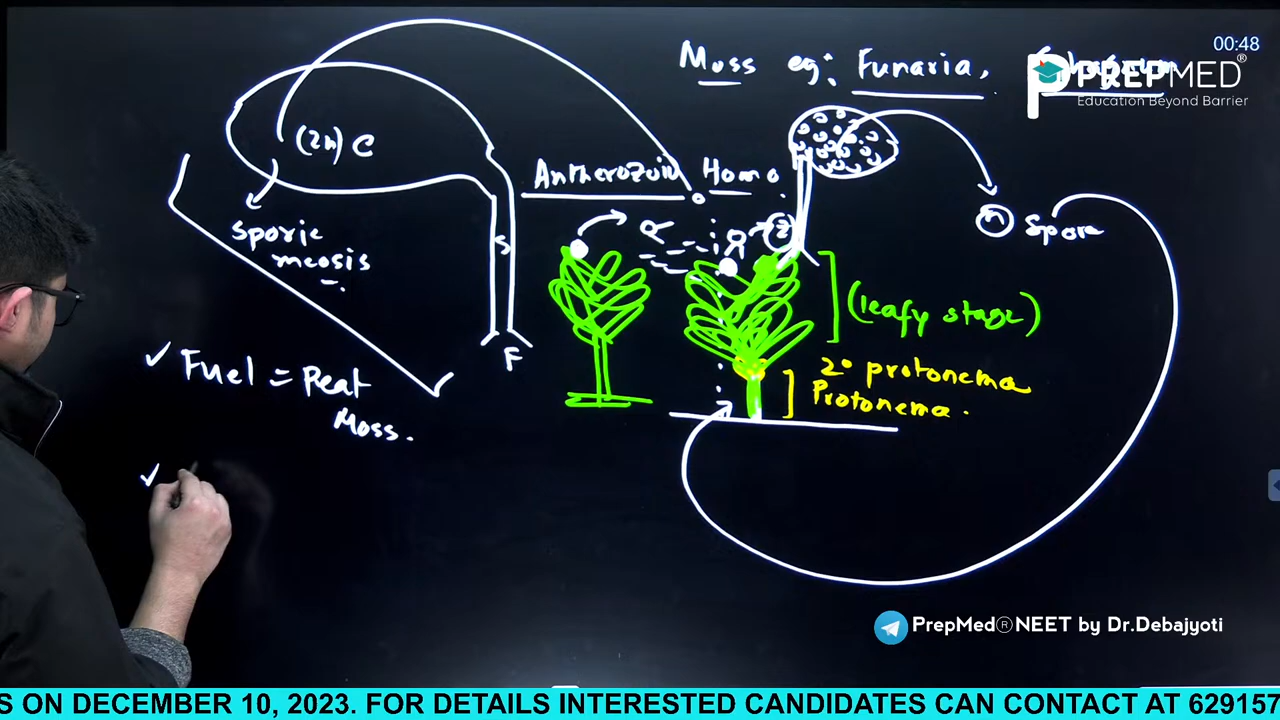 00:48
Moss eg: Funaria,
PREPMED®
Education Beyond Barrier
(2n) C
Antherozoid
Homo
n
Spore
Sporic
meosis
S
F
(leafy stage)
2° protonema
Protonema.
✓ Fuel = Peat
Moss.
✓
PrepMedⓇNEET by Dr.Debajyoti
S ON DECEMBER 10, 2023. FOR DETAILS INTERESTED CANDIDATES CAN CONTACT AT 629157